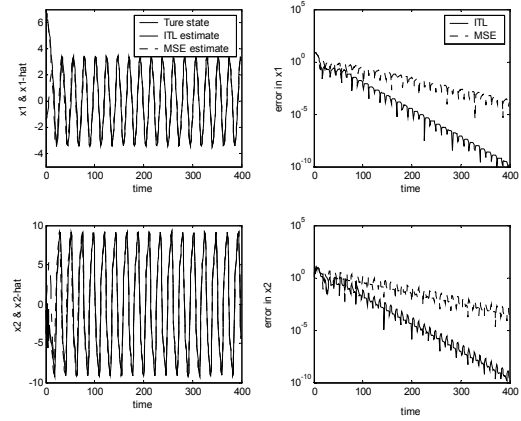 Ture state
ITL estimate
MSE estimate
x1 & x1-hat
6
4
2
0
-2
-4
0 100 200 300 400
time
ITL
MSE
error in x1
10^5
10^0
10^-5
10^-10
0 100 200 300 400
time
x2 & x2-hat
10
5
0
-5
-10
0 100 200 300 400
time
error in x2
10^5
10^0
10^-5
10^-10
0 100 200 300 400
time